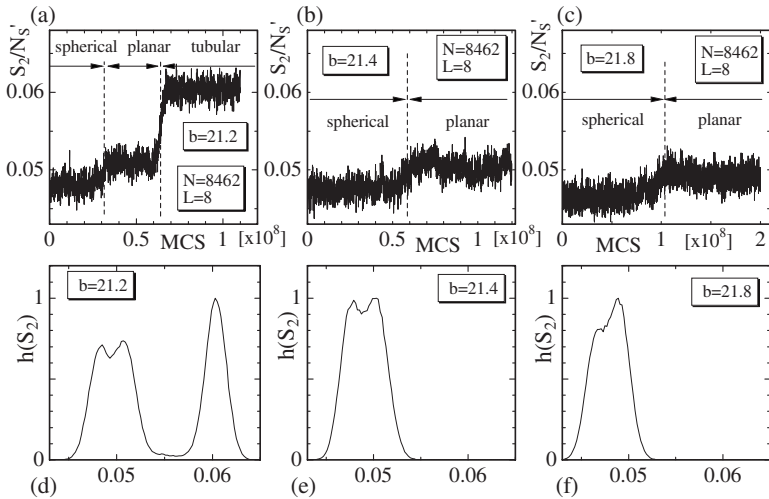 (a)
S2/NS'
spherical planar tubular
0.06
0.05
b=21.2
N=8462
L=8
0 0.5 1
MCS [x10^8]
(b)
S2/NS'
b=21.4
N=8462
L=8
0.06
spherical planar
0.05
0 0.5 1
MCS [x10^8]
(c)
S2/NS'
b=21.8
N=8462
L=8
0.06
spherical planar
0.05
0 1 2
MCS [x10^8]
b=21.2
1
h(S2)
0
0.05 0.06
(d)
b=21.4
1
h(S2)
0
0.05 0.06
(e)
b=21.8
1
h(S2)
0
0.05 0.06
(f)